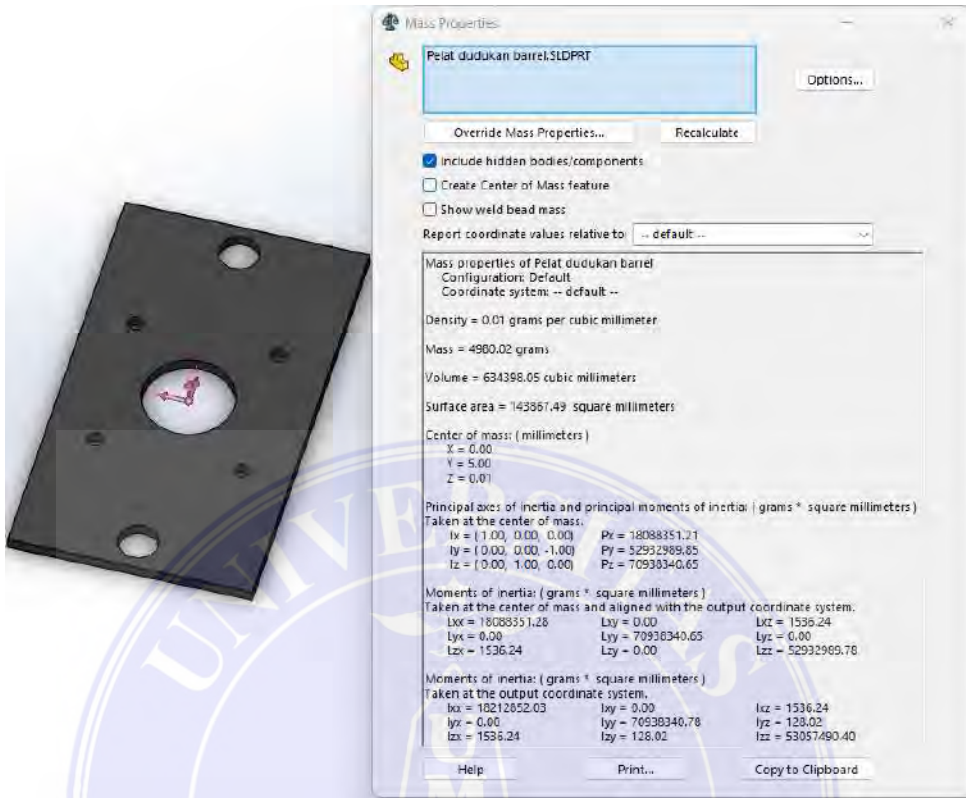 Mass Properties
Pelat dudukan barrel.SLDPRT
Options...
Override Mass Properties...
Recalculate
Include hidden bodies/components
Create Center of Mass feature
Show weld bead mass
Report coordinate values relative to: -- default --
Mass properties of Pelat dudukan barrel
Configuration: Default
Coordinate system: -- default --
Density = 0.01 grams per cubic millimeter
Mass = 4980.02 grams
Volume = 634398.05 cubic millimeters
Surface area = 143867.49 square millimeters
Center of mass: ( millimeters )
X = 0.00
Y = 5.00
Z = 0.01
Principal axes of inertia and principal moments of inertia: ( grams * square millimeters )
Taken at the center of mass.
Ix = ( 1.00, 0.00, 0.00) Px = 18088351.21
Iy = ( 0.00, 0.00, -1.00) Py = 52932989.85
Iz = ( 0.00, 1.00, 0.00) Pz = 70938340.65
Moments of inertia: ( grams * square millimeters )
Taken at the center of mass and aligned with the output coordinate system.
Lxx = 18088351.28 Lxy = 0.00 Lxz = 1536.24
Lyx = 0.00 Lyy = 70938340.65 Lyz = 0.00
Lzx = 1536.24 Lzy = 0.00 Lzz = 52932989.78
Moments of inertia: ( grams * square millimeters )
Taken at the output coordinate system.
Ixx = 18212852.03 Ixy = 0.00 Ixz = 1536.24
Iyx = 0.00 Iyy = 70938340.78 Iyz = 128.02
Izx = 1536.24 Izy = 128.02 Izz = 53057490.40
Help
Print...
Copy to Clipboard
UNIVERSITAS